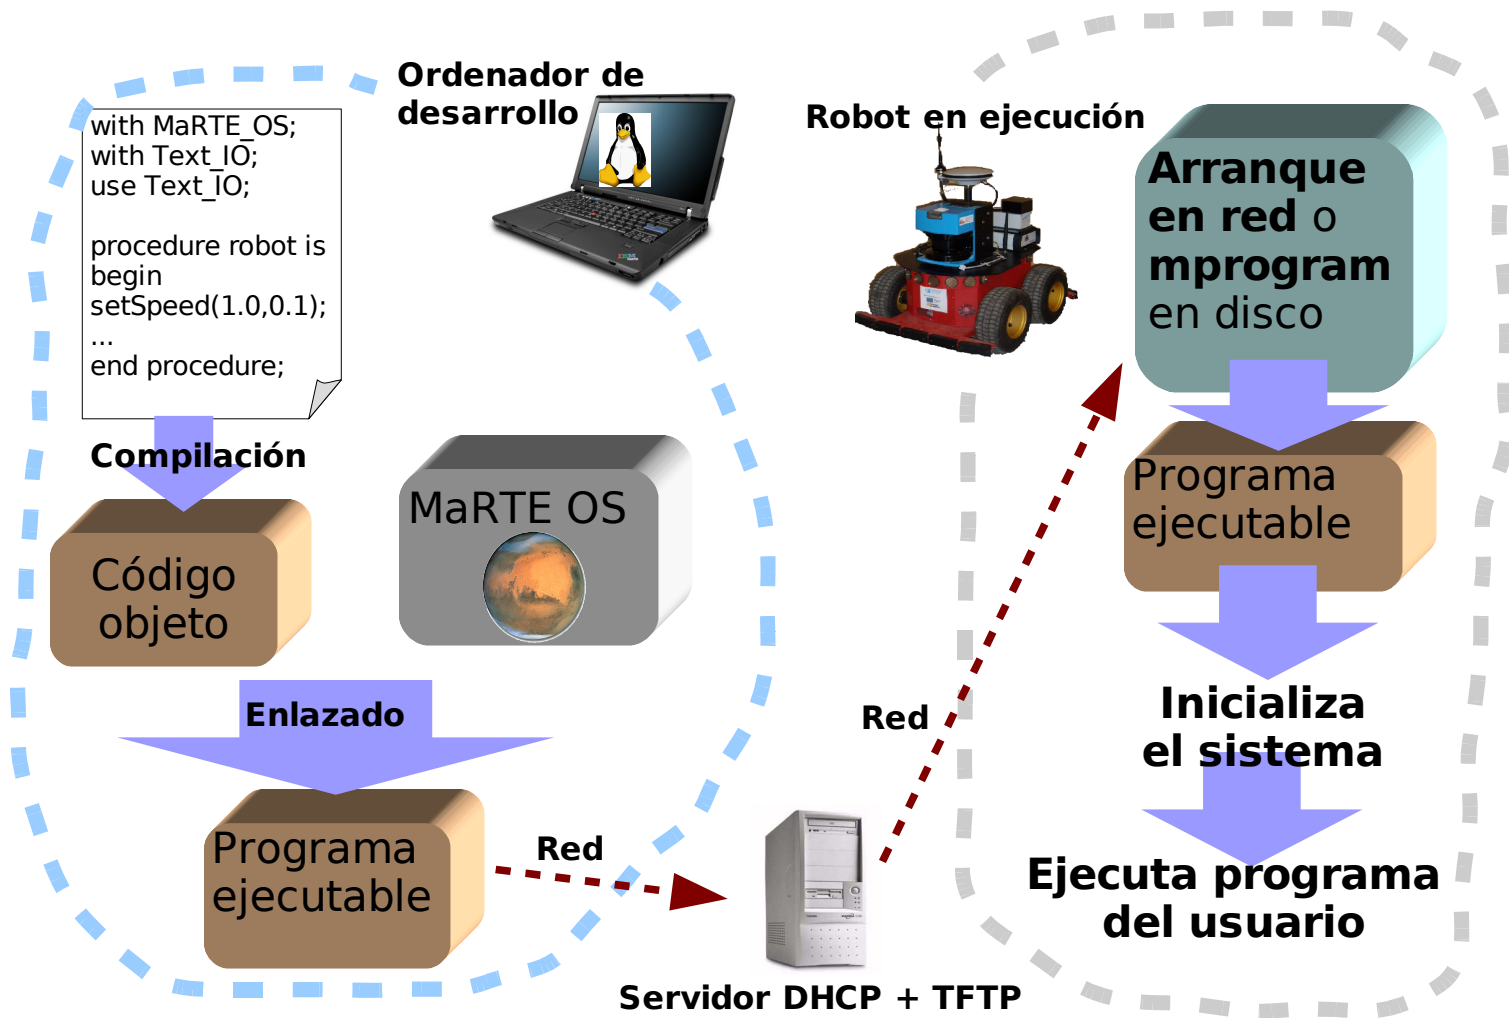 Ordenador de
desarrollo
with MaRTE_OS;
with Text_IO;
use Text_IO;
procedure robot is
begin
setSpeed(1.0,0.1);
...
end procedure;
Compilación
Código
objeto
MaRTE OS
Enlazado
Programa
ejecutable
Red
Servidor DHCP + TFTP
Red
Robot en ejecución
Arranque
en red o
mprogram
en disco
Programa
ejecutable
Inicializa
el sistema
Ejecuta programa
del usuario